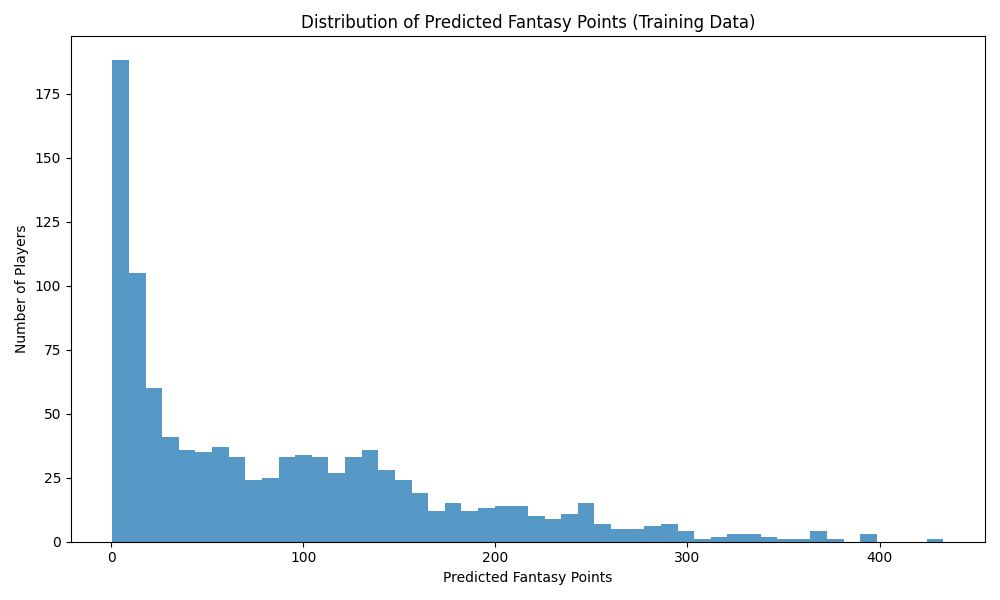 Distribution of Predicted Fantasy Points (Training Data)
Number of Players
175
150
125
100
75
50
25
0
0 100 200 300 400
Predicted Fantasy Points